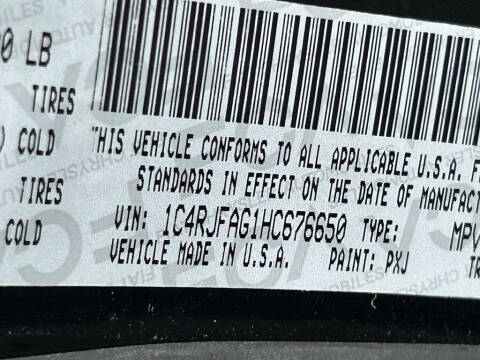 0 LB
TIRES
COLD
TIRES
COLD
THIS VEHICLE CONFORMS TO ALL APPLICABLE U.S.A. F
STANDARDS IN EFFECT ON THE DATE OF MANUFACT
VIN: 1C4RJFAG1HC676650 TYPE: MPV
VEHICLE MADE IN U.S.A. PAINT: PXJ TR